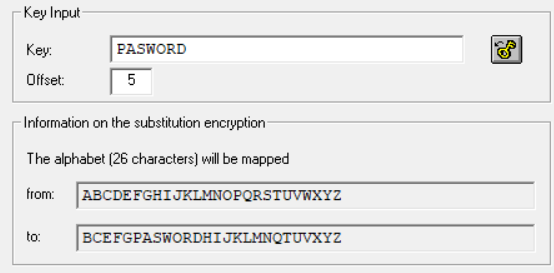 Key Input
Key: PASWORD
Offset: 5
Information on the substitution encryption
The alphabet (26 characters) will be mapped
from: ABCDEFGHIJKLMNOPQRSTUVWXYZ
to: BCEFGPASWORDHIJKLMNQTUVXYZ